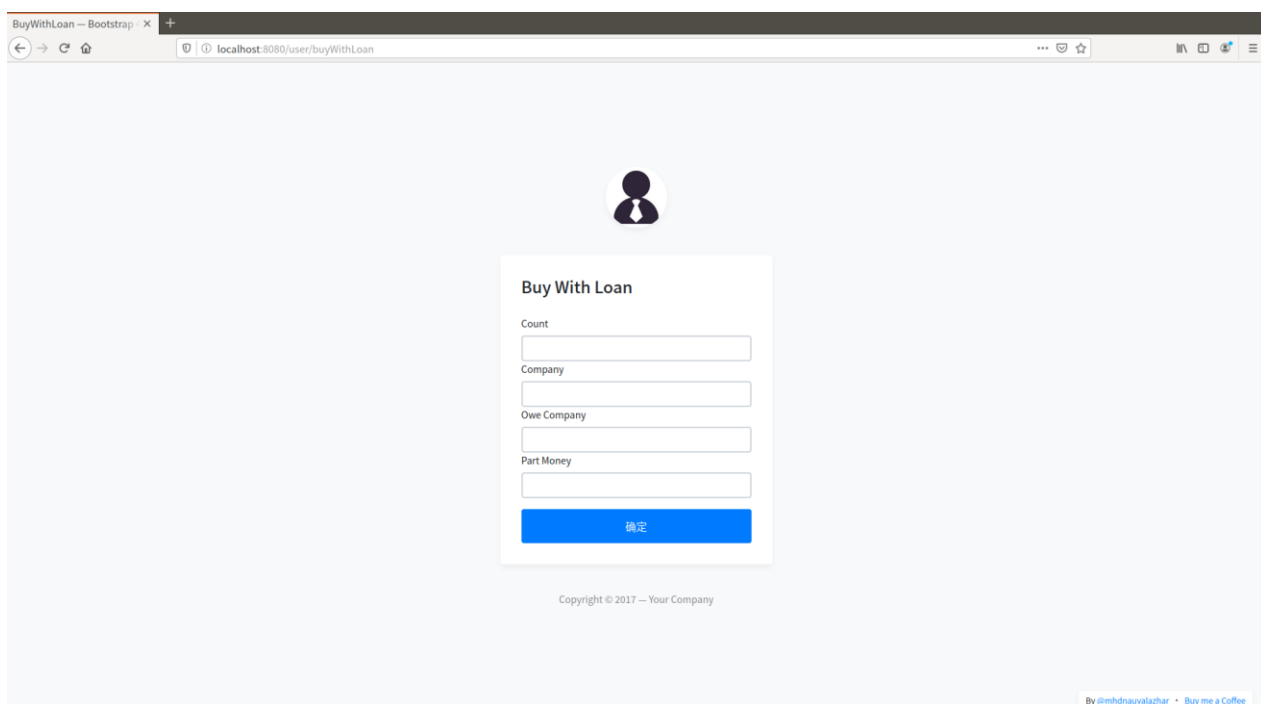 BuyWithLoan — Bootstrap
localhost:8080/user/buyWithLoan
Buy With Loan
Count
Company
Owe Company
Part Money
确定
Copyright © 2017 — Your Company
By @mhdnauvalazhar • Buy me a Coffee